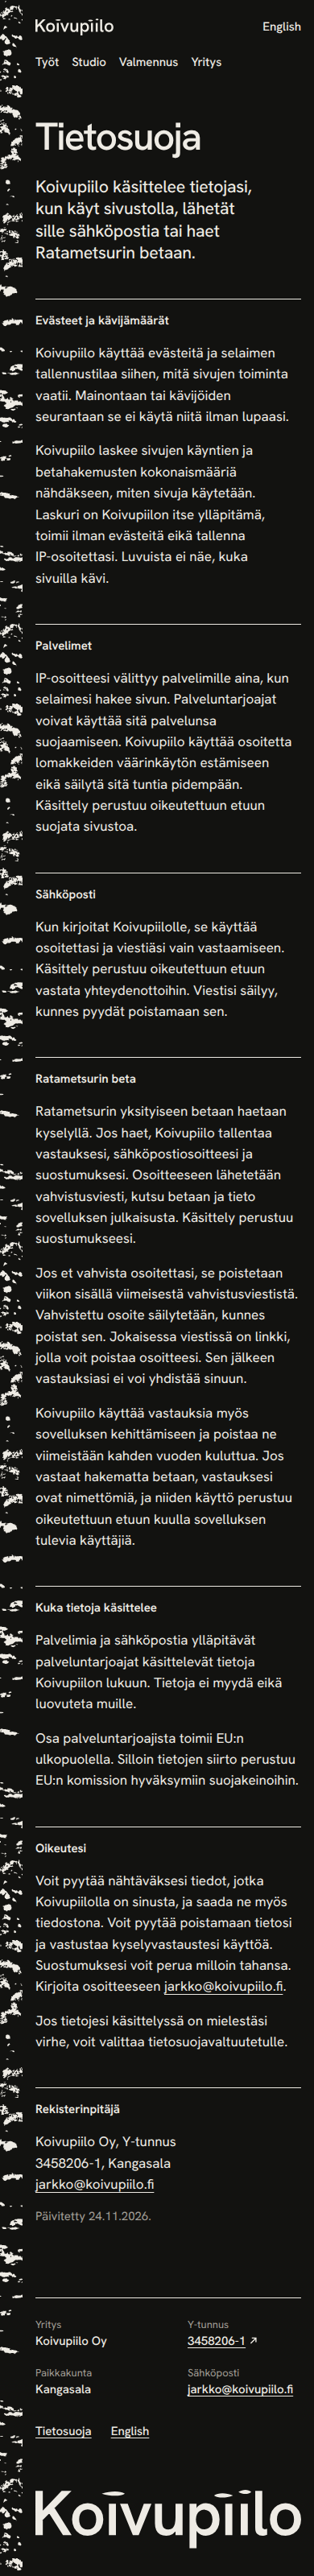 Koivupiilo
English
Työt Studio Valmennus Yritys
Tietosuoja
Koivupiilo käsittelee tietojasi,
kun käyt sivustolla, lähetät
sille sähköpostia tai haet
Ratametsurin betaan.
Evästeet ja kävijämäärät
Koivupiilo käyttää evästeitä ja selaimen
tallennustilaa siihen, mitä sivujen toiminta
vaatii. Mainontaan tai kävijöiden
seurantaan se ei käytä niitä ilman lupaasi.
Koivupiilo laskee sivujen käyntien ja
betahakemusten kokonaismääriä
nähdäkseen, miten sivuja käytetään.
Laskuri on Koivupiilon itse ylläpitämä,
toimii ilman evästeitä eikä tallenna
IP-osoitettasi. Luvuista ei näe, kuka
sivuilla kävi.
Palvelimet
IP-osoitteesi välittyy palvelimille aina, kun
selaimesi hakee sivun. Palveluntarjoajat
voivat käyttää sitä palvelunsa
suojaamiseen. Koivupiilo käyttää osoitetta
lomakkeiden väärinkäytön estämiseen
eikä säilytä sitä tuntia pidempään.
Käsittely perustuu oikeutettuun etuun
suojata sivustoa.
Sähköposti
Kun kirjoitat Koivupiilolle, se käyttää
osoitettasi ja viestiäsi vain vastaamiseen.
Käsittely perustuu oikeutettuun etuun
vastata yhteydenottoihin. Viestisi säilyy,
kunnes pyydät poistamaan sen.
Ratametsurin beta
Ratametsurin yksityiseen betaan haetaan
kyselyllä. Jos haet, Koivupiilo tallentaa
vastauksesi, sähköpostiosoitteesi ja
suostumuksesi. Osoitteeseen lähetetään
vahvistusviesti, kutsu betaan ja tieto
sovelluksen julkaisusta. Käsittely perustuu
suostumukseesi.
Jos et vahvista osoitettasi, se poistetaan
viikon sisällä viimeisestä vahvistusviestistä.
Vahvistettu osoite säilytetään, kunnes
poistat sen. Jokaisessa viestissä on linkki,
jolla voit poistaa osoitteesi. Sen jälkeen
vastauksiasi ei voi yhdistää sinuun.
Koivupiilo käyttää vastauksia myös
sovelluksen kehittämiseen ja poistaa ne
viimeistään kahden vuoden kuluttua. Jos
vastaat hakematta betaan, vastauksesi
ovat nimettömiä, ja niiden käyttö perustuu
oikeutettuun etuun kuulla sovelluksen
tulevia käyttäjiä.
Kuka tietoja käsittelee
Palvelimia ja sähköpostia ylläpitävät
palveluntarjoajat käsittelevät tietoja
Koivupiilon lukuun. Tietoja ei myydä eikä
luovuteta muille.
Osa palveluntarjoajista toimii EU:n
ulkopuolella. Silloin tietojen siirto perustuu
EU:n komission hyväksymiin suojakeinoihin.
Oikeutesi
Voit pyytää nähtäväksesi tiedot, jotka
Koivupiilolla on sinusta, ja saada ne myös
tiedostona. Voit pyytää poistamaan tietosi
ja vastustaa kyselyvastaustesi käyttöä.
Suostumuksesi voit perua milloin tahansa.
Kirjoita osoitteeseen jarkko@koivupiilo.fi.
Jos tietojesi käsittelyssä on mielestäsi
virhe, voit valittaa tietosuojavaltuutetulle.
Rekisterinpitäjä
Koivupiilo Oy, Y-tunnus
3458206-1, Kangasala
jarkko@koivupiilo.fi
Päivitetty 24.11.2026.
Yritys
Koivupiilo Oy
Y-tunnus
3458206-1 ↗
Paikkakunta
Kangasala
Sähköposti
jarkko@koivupiilo.fi
Tietosuoja English
Koivupiilo